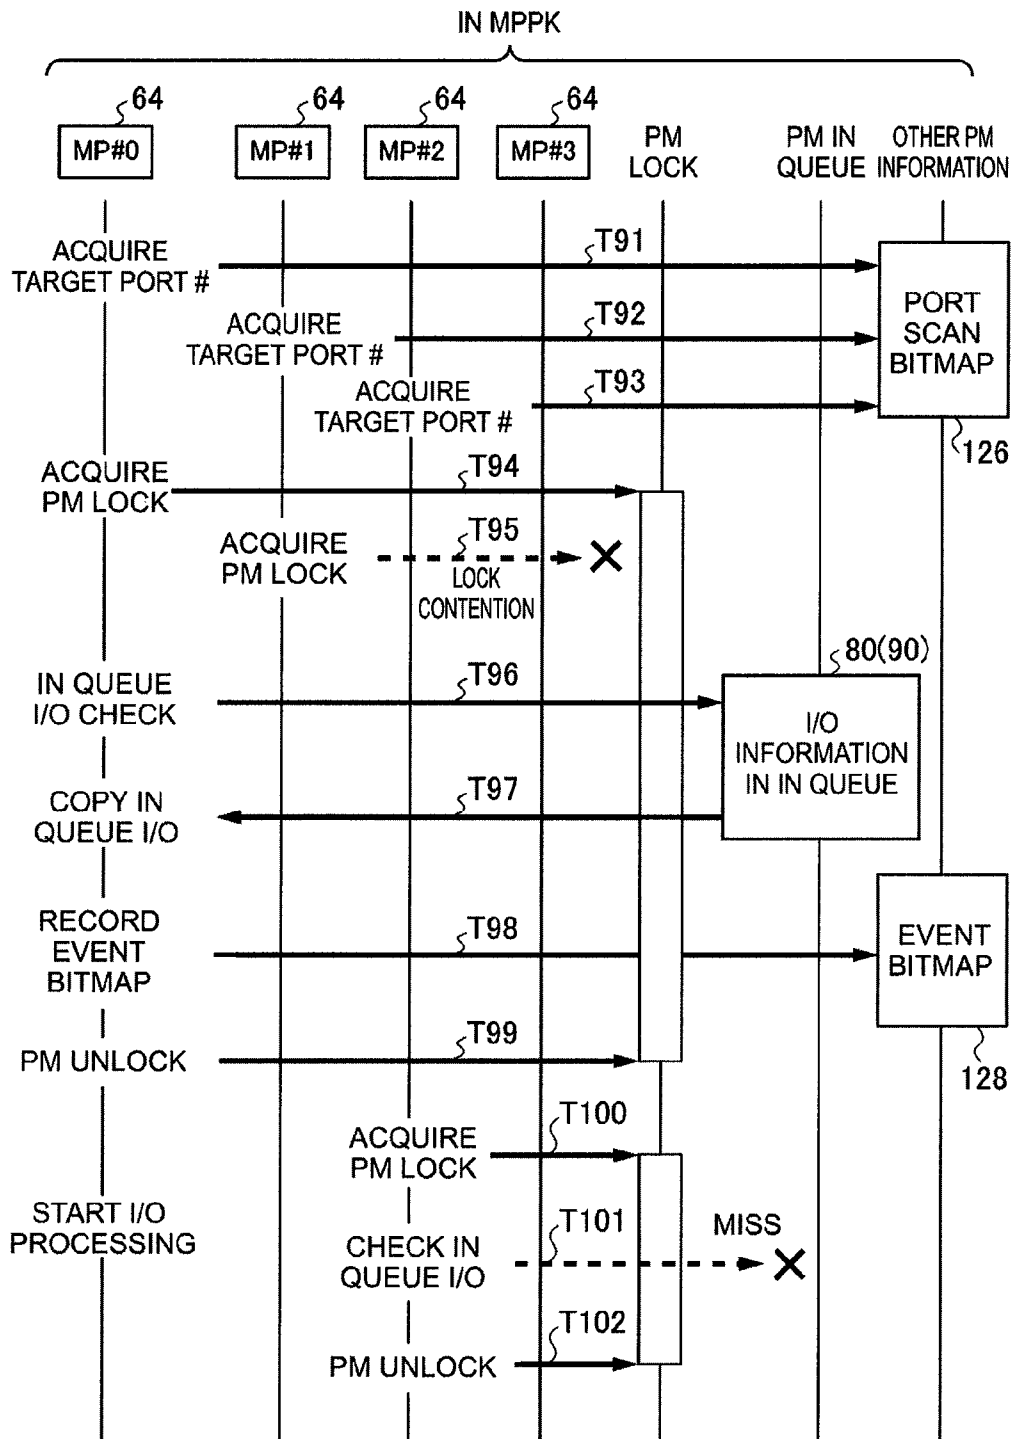 IN MPPK
64
64
64
64
MP#0
MP#1
MP#2
MP#3
PM
LOCK
PM IN
QUEUE
OTHER PM
INFORMATION
ACQUIRE
TARGET PORT #
T91
ACQUIRE
TARGET PORT #
T92
ACQUIRE
TARGET PORT #
T93
PORT
SCAN
BITMAP
126
ACQUIRE
PM LOCK
T94
ACQUIRE
PM LOCK
T95
LOCK
CONTENTION
80(90)
IN QUEUE
I/O CHECK
T96
I/O
INFORMATION
IN IN QUEUE
COPY IN
QUEUE I/O
T97
RECORD
EVENT
BITMAP
T98
EVENT
BITMAP
128
PM UNLOCK
T99
ACQUIRE
PM LOCK
T100
START I/O
PROCESSING
CHECK IN
QUEUE I/O
T101
MISS
PM UNLOCK
T102